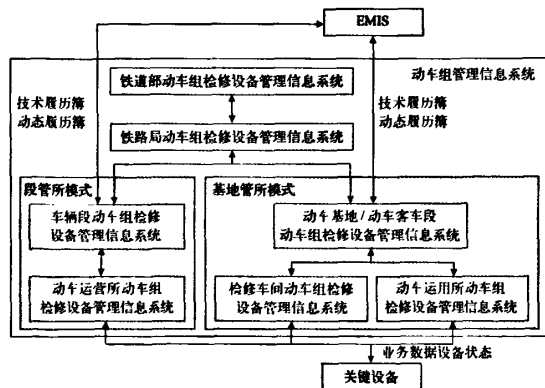 EMIS
动车组管理信息系统
铁道部动车组检修设备管理信息系统
技术履历簿
动态履历簿
技术履历簿
动态履历簿
铁路局动车组检修设备管理信息系统
段管所模式
基地管所模式
车辆段动车组检修
设备管理信息系统
动车基地/动车客车段
动车组检修设备管理信息系统
动车运营所动车组
检修设备管理信息系统
检修车间动车组检修
设备管理信息系统
动车运用所动车组
检修设备管理信息系统
业务数据设备状态
关键设备